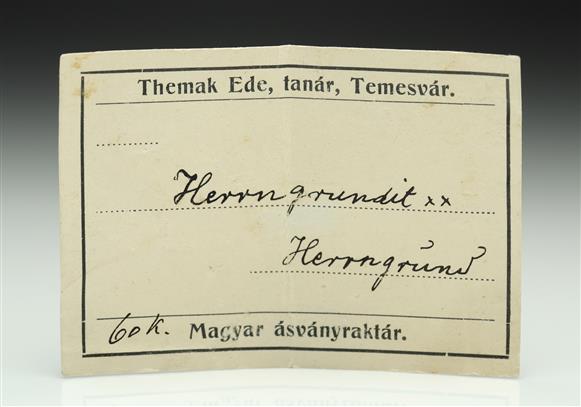 Themak Ede, tanár, Temesvár.
Herrngrundit xx
Herrngrund
60 K. Magyar ásványraktár.